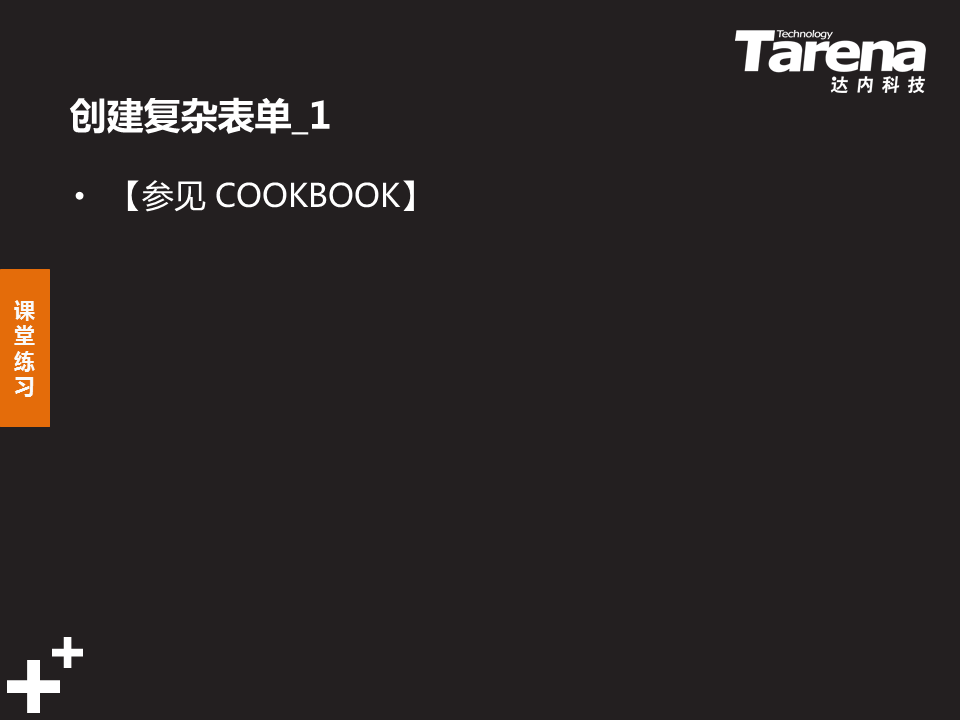 Technology
Tarena
达内科技
创建复杂表单_1
• 【参见 COOKBOOK】
课
堂
练
习